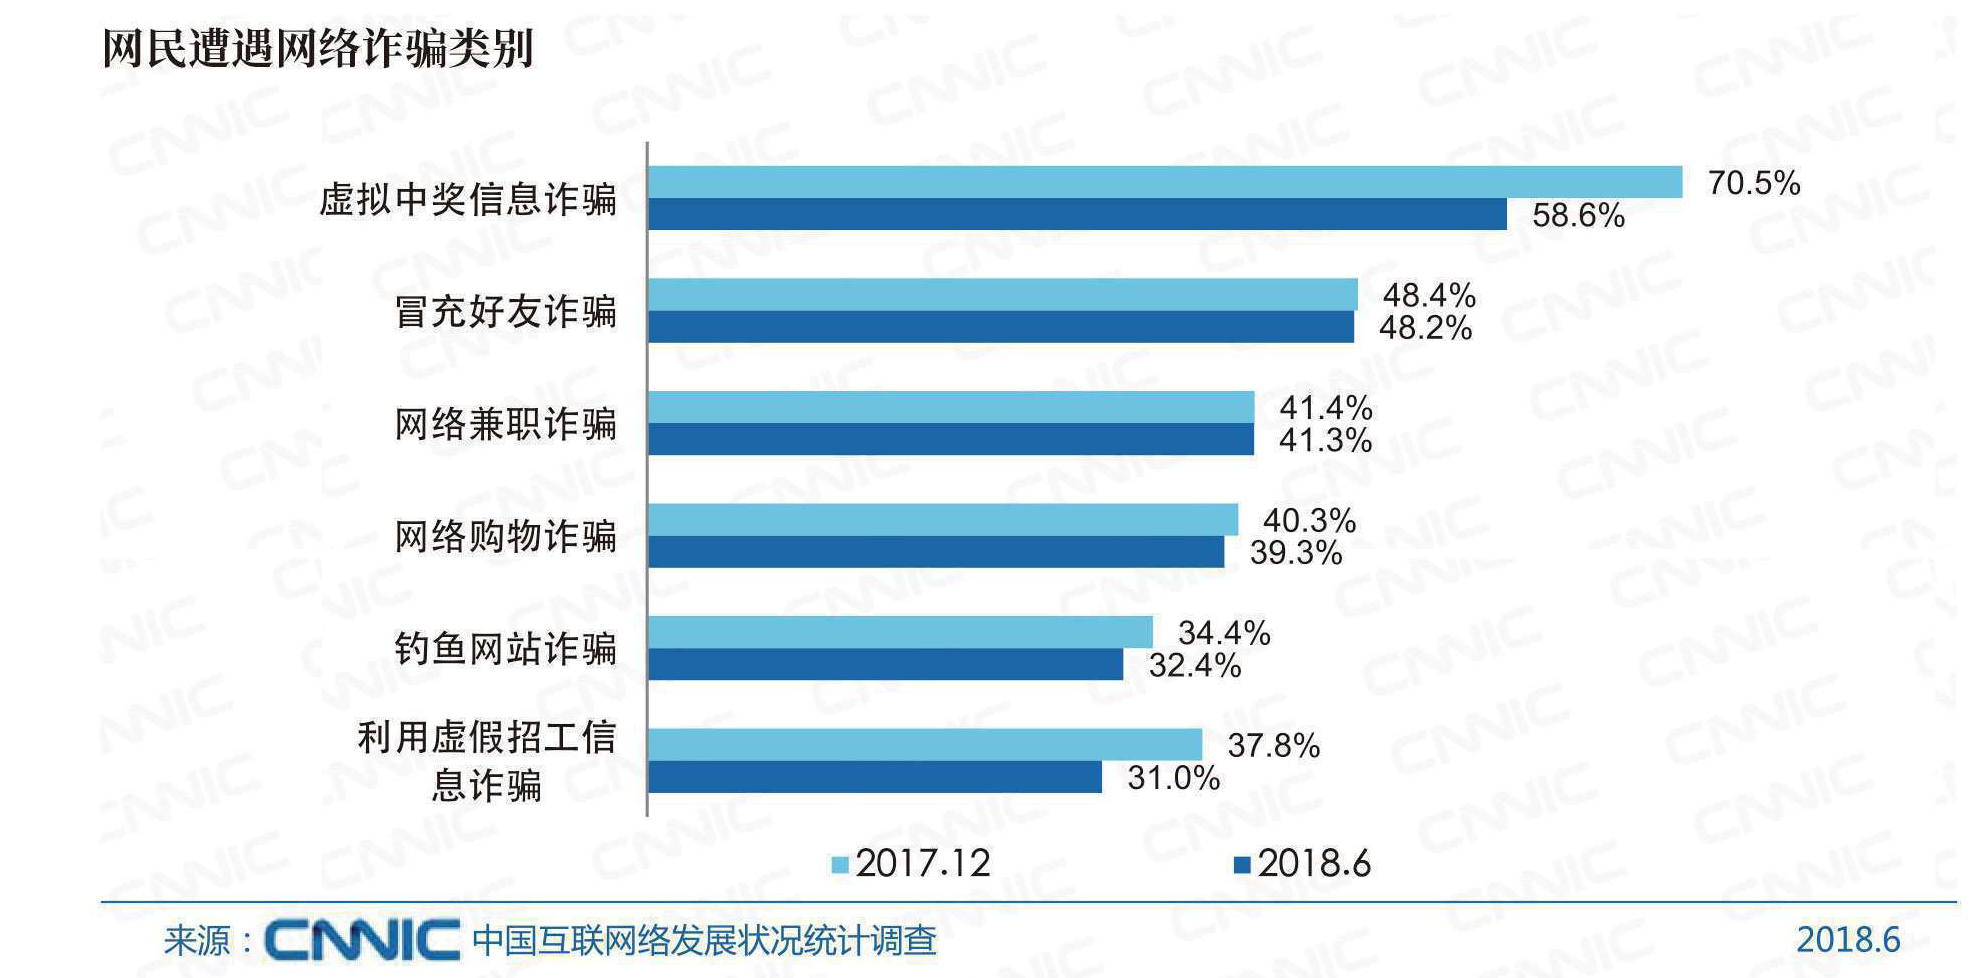 网民遭遇网络诈骗类别
虚拟中奖信息诈骗
70.5%
58.6%
冒充好友诈骗
48.4%
48.2%
网络兼职诈骗
41.4%
41.3%
网络购物诈骗
40.3%
39.3%
钓鱼网站诈骗
34.4%
32.4%
利用虚假招工信
息诈骗
37.8%
31.0%
2017.12 2018.6
来源：CNNIC 中国互联网络发展状况统计调查 2018.6